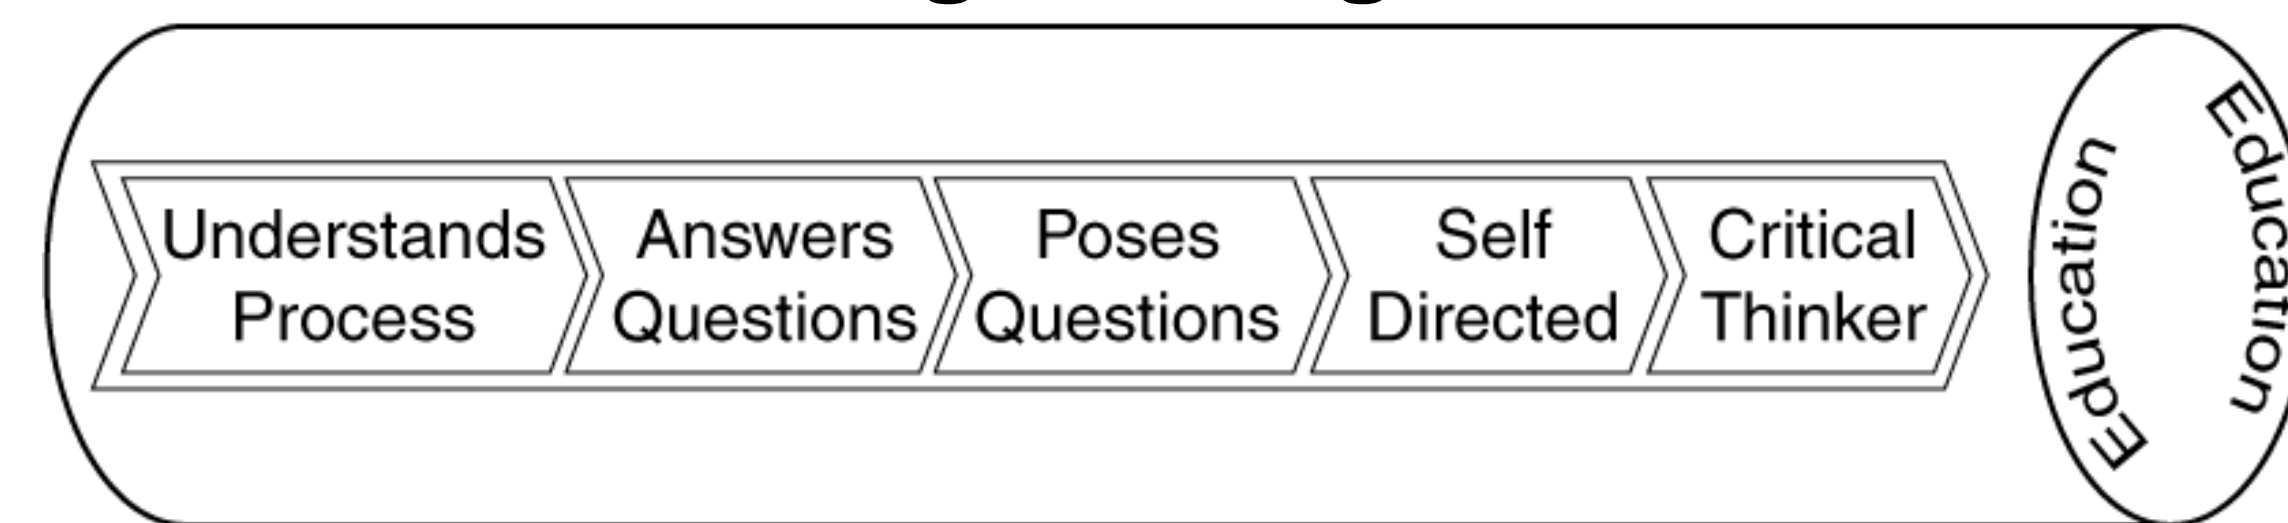 Understands
Process
Answers
Questions
Poses
Questions
Self
Directed
Critical
Thinker
Education
Education